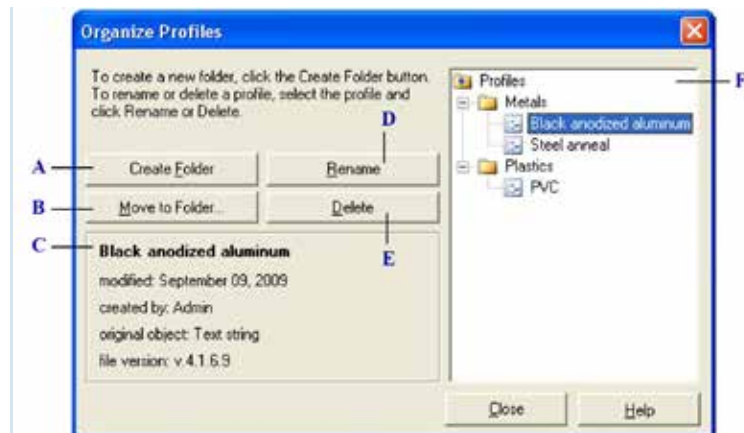 Organize Profiles
To create a new folder, click the Create Folder button.
To rename or delete a profile, select the profile and
click Rename or Delete.
D
A
Create Folder
Rename
B
Move to Folder...
Delete
C
E
Black anodized aluminum
modified: September 09, 2009
created by: Admin
original object: Text string
file version: v.4.1.6.9
Profiles
F
Metals
Black anodized aluminum
Steel anneal
Plastics
PVC
Close
Help